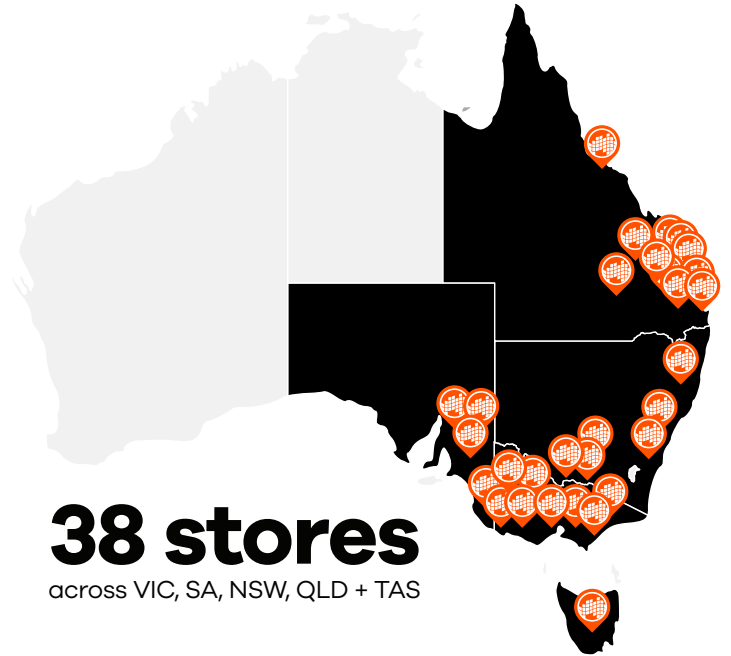 38 stores
across VIC, SA, NSW, QLD + TAS